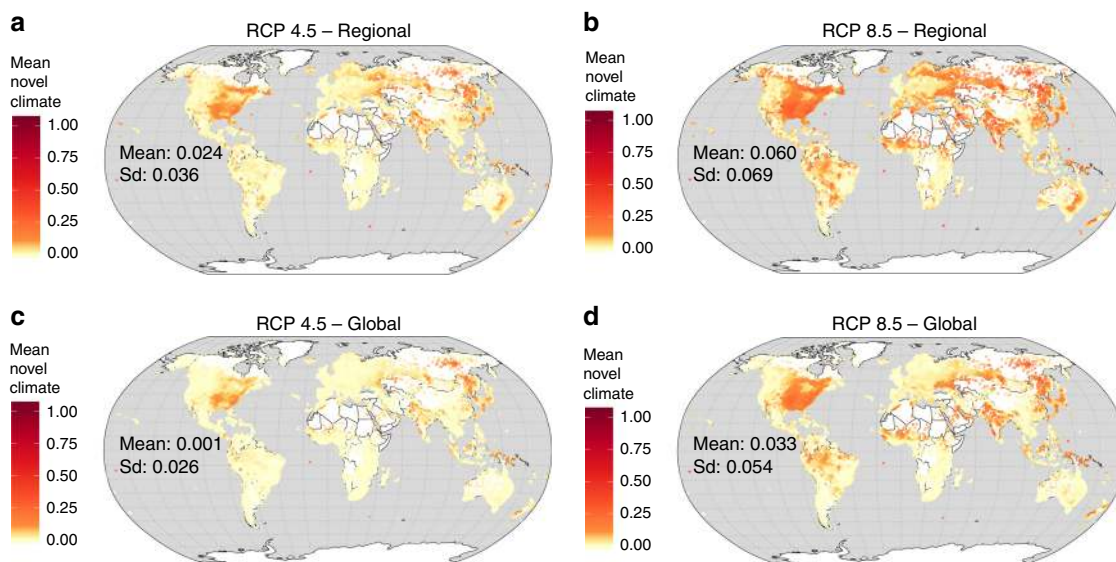 a
RCP 4.5 – Regional
Mean
novel
climate
1.00
0.75
0.50
0.25
0.00
Mean: 0.024
Sd: 0.036
b
RCP 8.5 – Regional
Mean
novel
climate
1.00
0.75
0.50
0.25
0.00
Mean: 0.060
Sd: 0.069
c
RCP 4.5 – Global
Mean
novel
climate
1.00
0.75
0.50
0.25
0.00
Mean: 0.001
Sd: 0.026
d
RCP 8.5 – Global
Mean
novel
climate
1.00
0.75
0.50
0.25
0.00
Mean: 0.033
Sd: 0.054